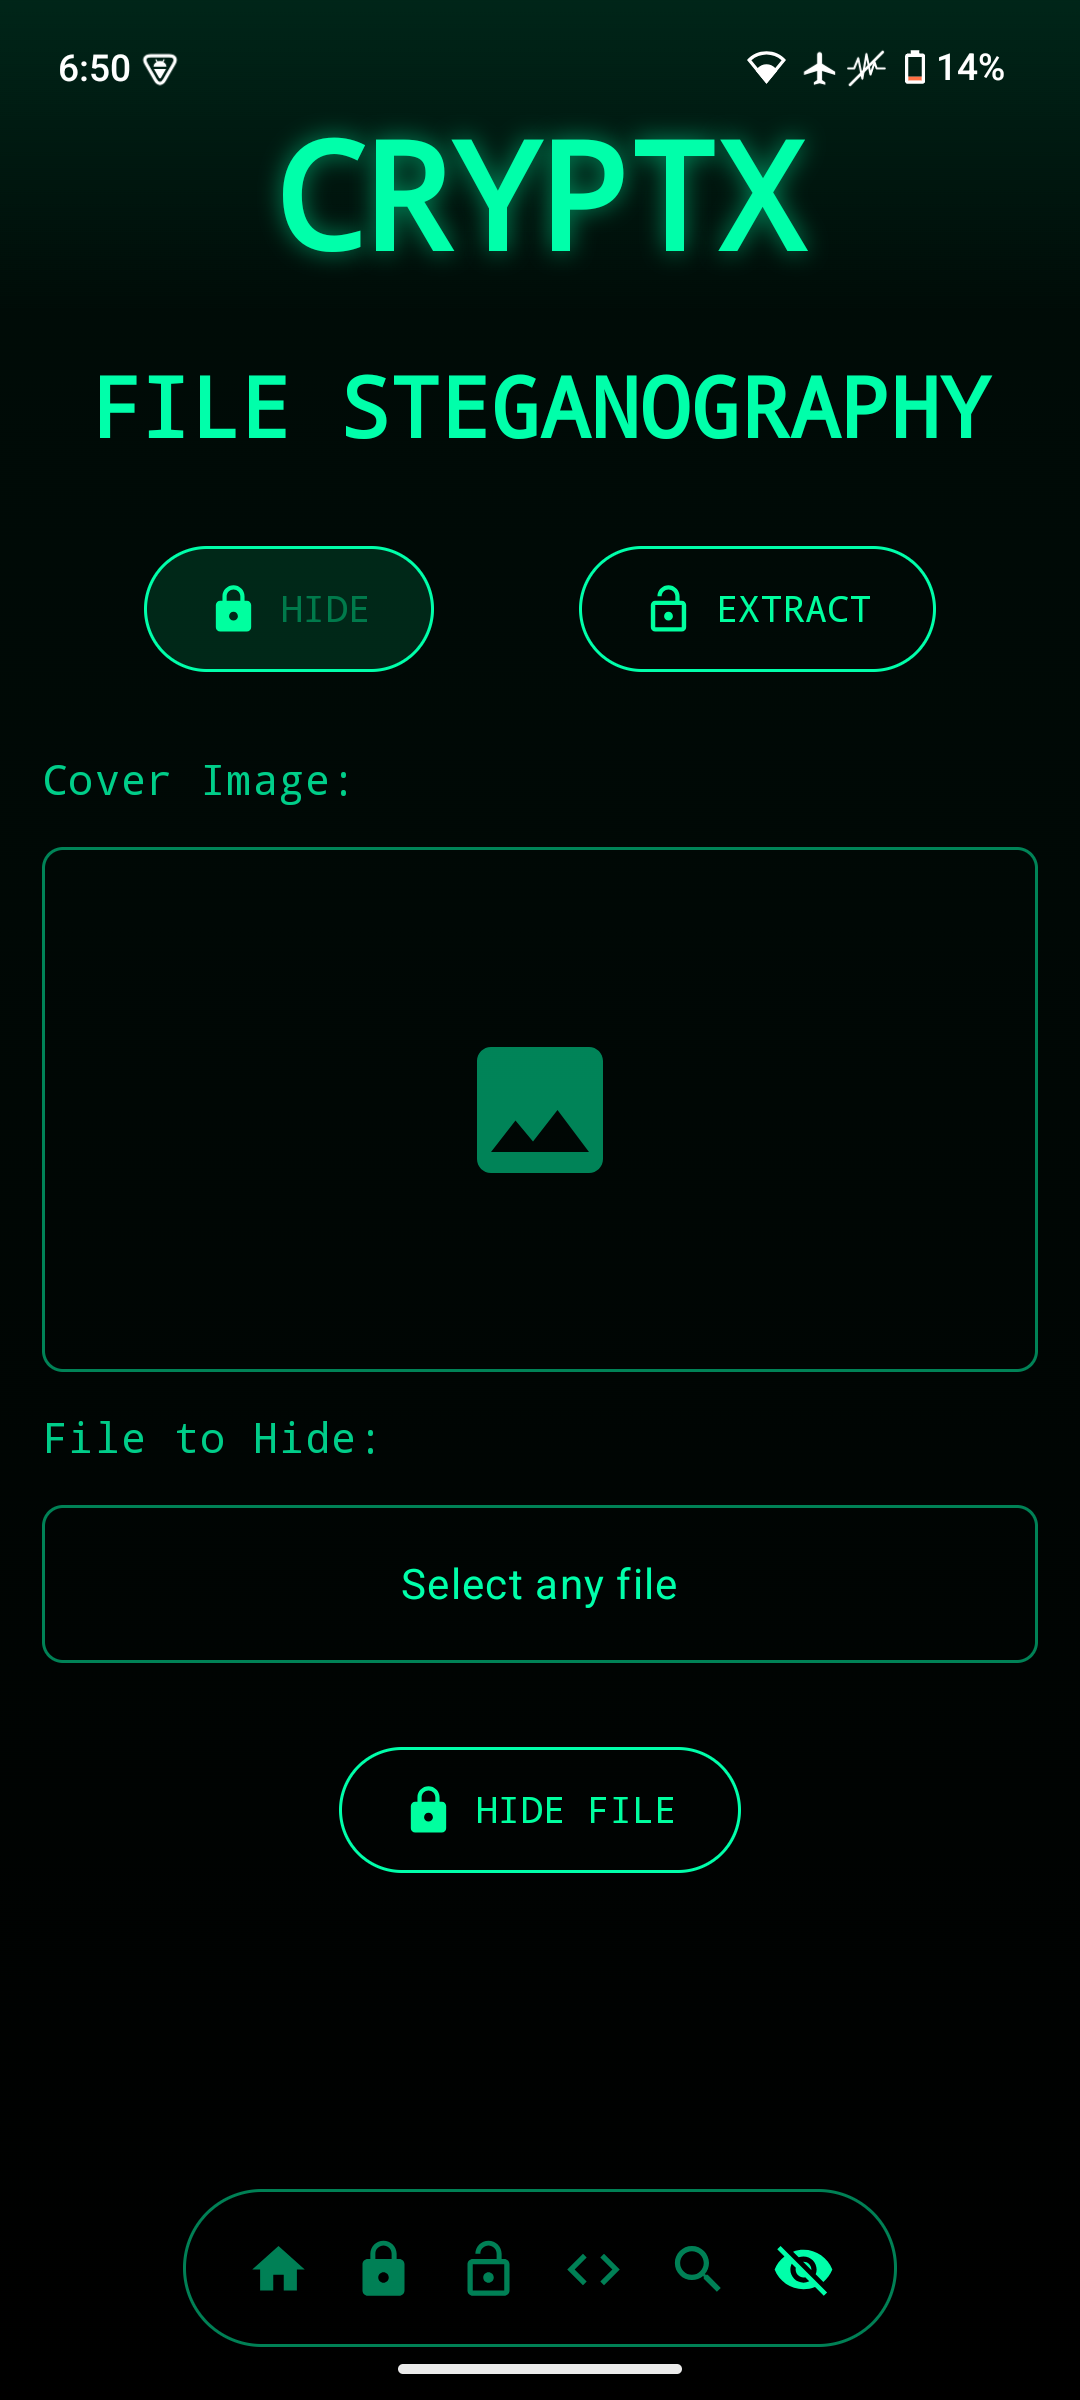 6:50 14%
CRYPTX
FILE STEGANOGRAPHY
HIDE EXTRACT
Cover Image:
File to Hide:
Select any file
HIDE FILE